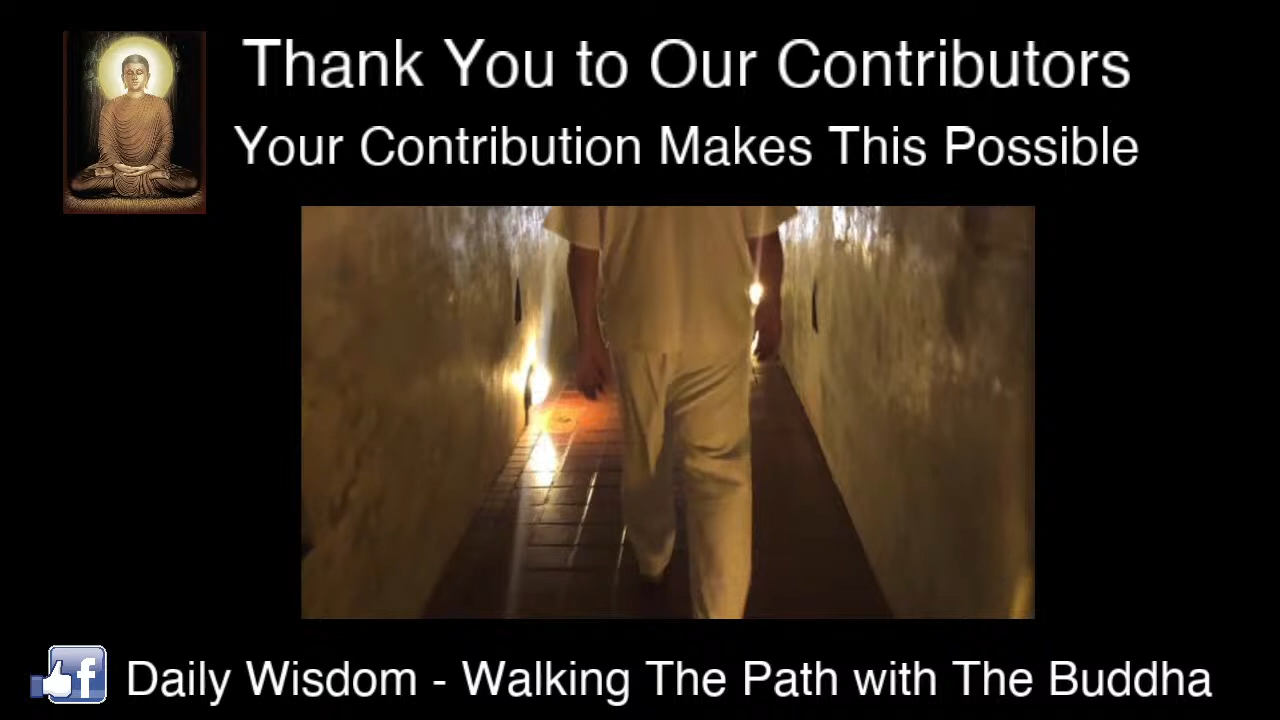 Thank You to Our Contributors
Your Contribution Makes This Possible
Daily Wisdom - Walking The Path with The Buddha